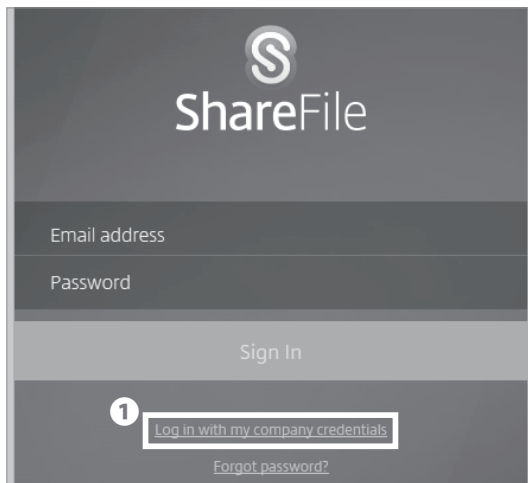 ShareFile
Email address
Password
Sign In
1
Log in with my company credentials
Forgot password?